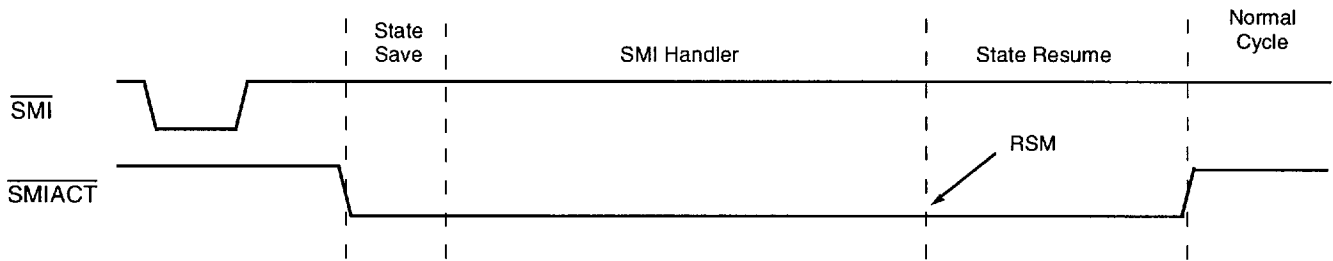 State
Save
SMI Handler
State Resume
Normal
Cycle
SMI
RSM
SMIACT